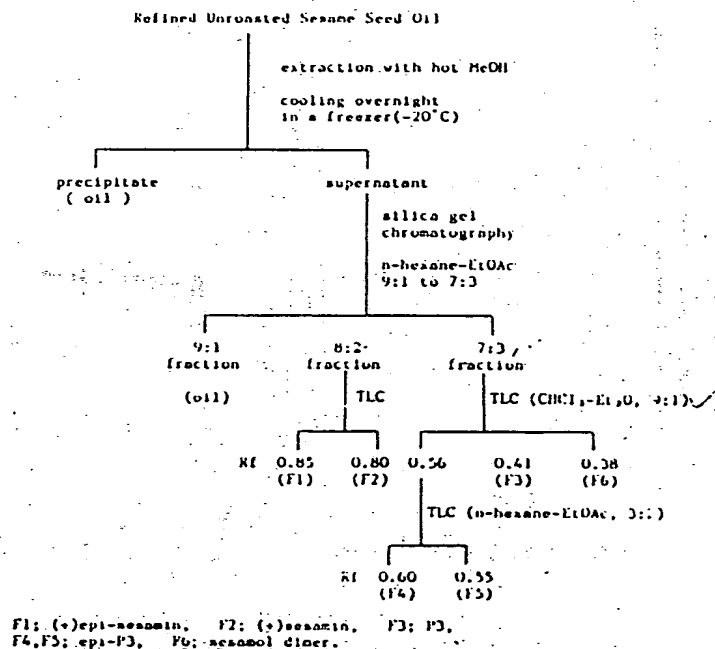 Refined Unroasted Sesame Seed Oil
extraction with hot MeOH
cooling overnight
in a freezer(-20°C)
precipitate
( oil )
supernatant
silica gel
chromatography
n-hexane-EtOAc
9:1 to 7:3
9:1
fraction
(oil)
8:2
fraction
7:3
fraction
TLC
TLC (CHCl₃-Et₂O, 9:1)
Rf 0.85 0.80 0.56 0.41 0.38
(F1) (F2) (F3) (F6)
TLC (n-hexane-EtOAc, 3:
Rf 0.60 0.55
(F4) (F5)
F1; (+)epi-sesamin, F2; (+)sesamin, F3; P3,
F4,F5; epi-P3, F6; sesamol dimer.